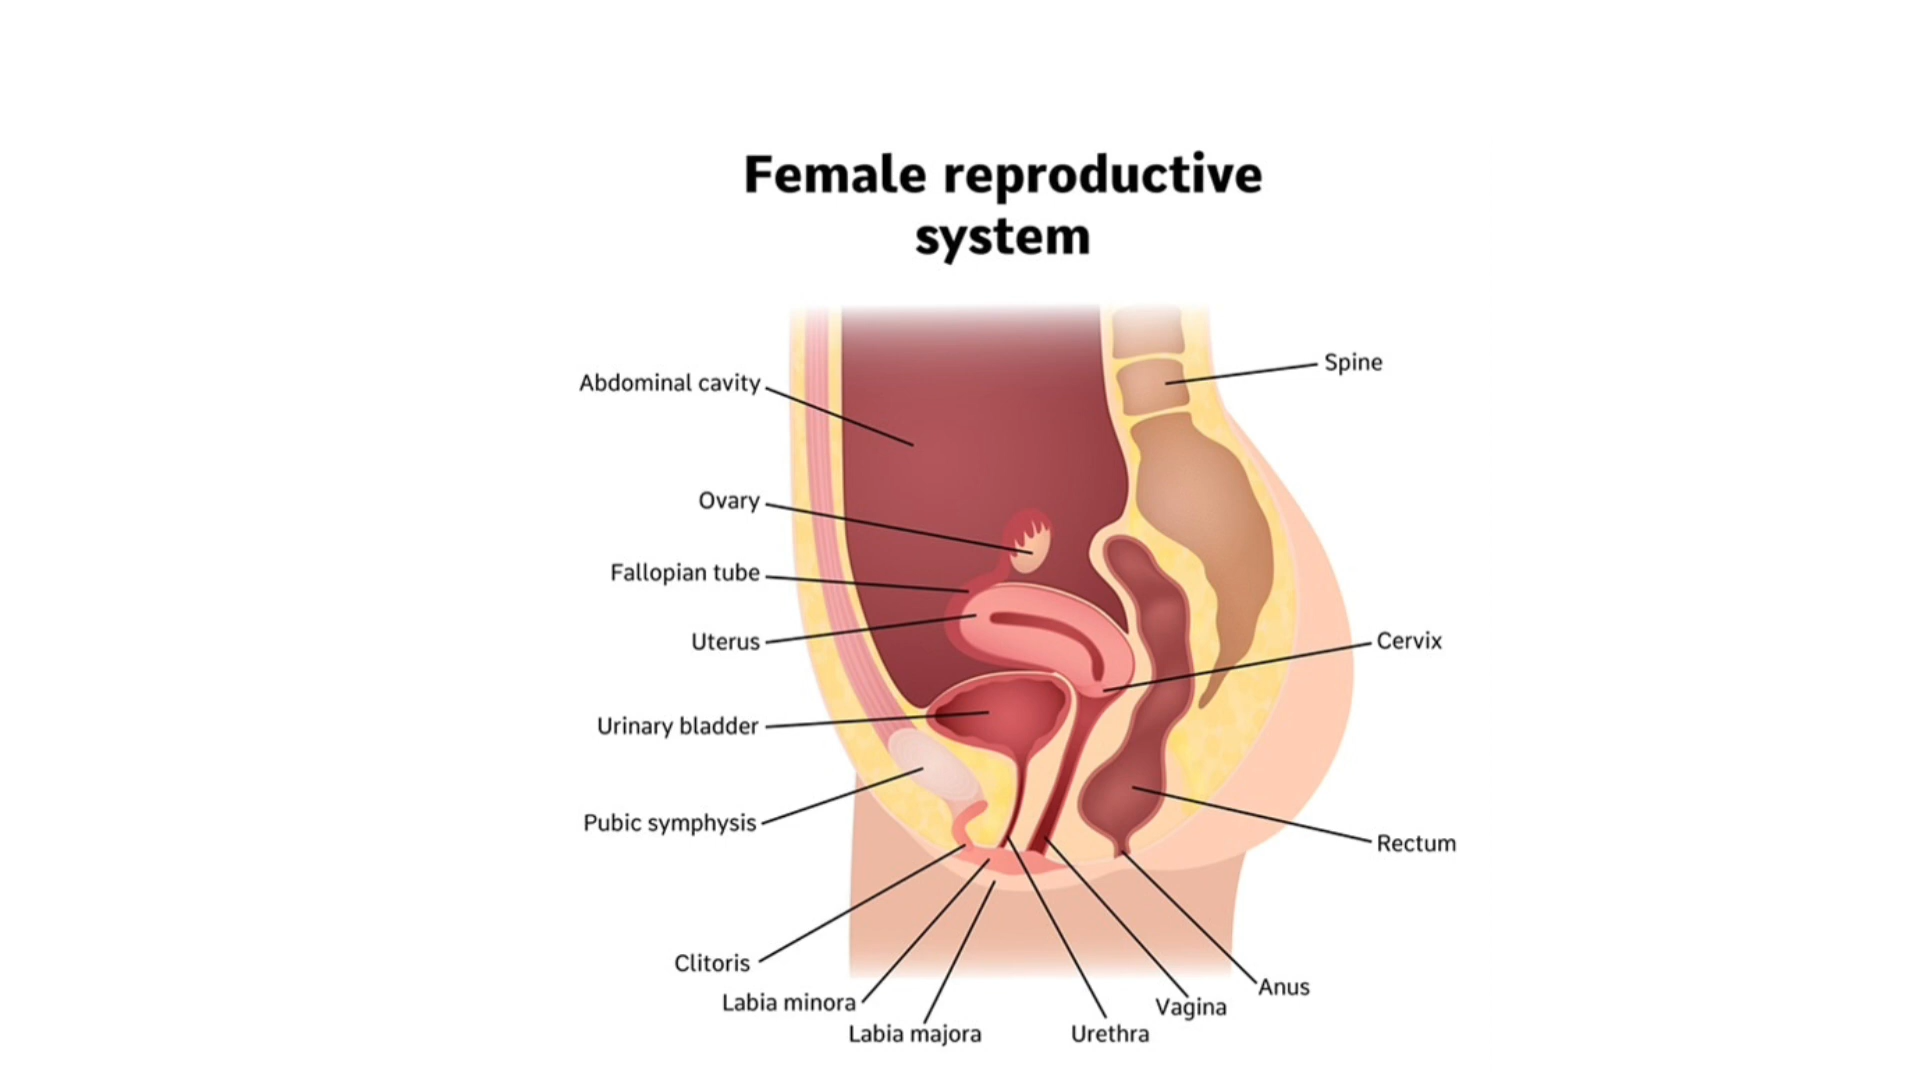 Female reproductive
system
Abdominal cavity
Spine
Ovary
Fallopian tube
Uterus
Cervix
Urinary bladder
Pubic symphysis
Rectum
Clitoris
Labia minora
Labia majora
Urethra
Vagina
Anus